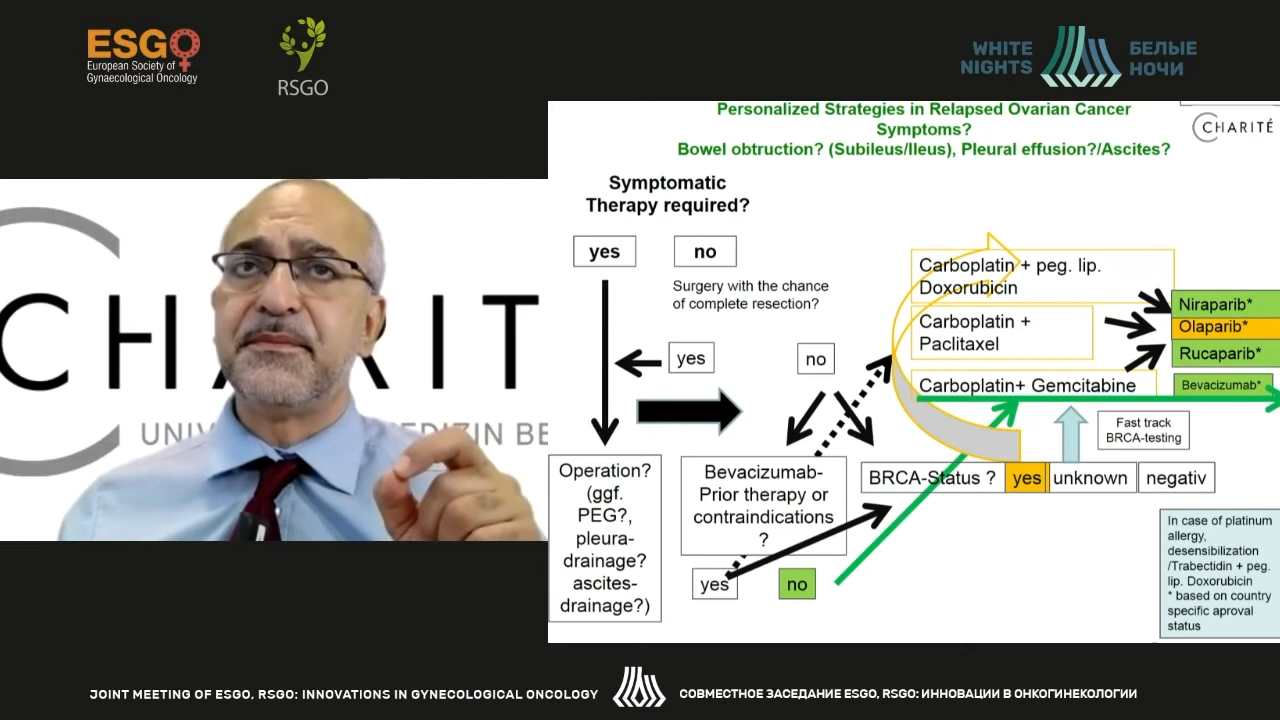 ESGO
European Society of
Gynaecological Oncology
RSGO
WHITE
NIGHTS
БЕЛЫЕ
НОЧИ
CHARIT
UNIV
EDIZIN BE
Personalized Strategies in Relapsed Ovarian Cancer
Symptoms?
Bowel obtruction? (Subileus/Ileus), Pleural effusion?/Ascites?
CHARITÉ
Symptomatic
Therapy required?
yes
no
Surgery with the chance
of complete resection?
yes
no
Operation?
(ggf.
PEG?,
pleura-
drainage?
ascites-
drainage?)
Bevacizumab-
Prior therapy or
contraindications
?
yes
no
Carboplatin + peg. lip.
Doxorubicin
Carboplatin +
Paclitaxel
Carboplatin+ Gemcitabine
Niraparib*
Olaparib*
Rucaparib*
Bevacizumab*
Fast track
BRCA-testing
BRCA-Status ?
yes
unknown
negativ
In case of platinum
allergy,
desensibilization
/Trabectidin + peg.
lip. Doxorubicin
* based on country
specific aproval
status
JOINT MEETING OF ESGO, RSGO: INNOVATIONS IN GYNECOLOGICAL ONCOLOGY
СОВМЕСТНОЕ ЗАСЕДАНИЕ ESGO, RSGO: ИННОВАЦИИ В ОНКОГИНЕКОЛОГИИ